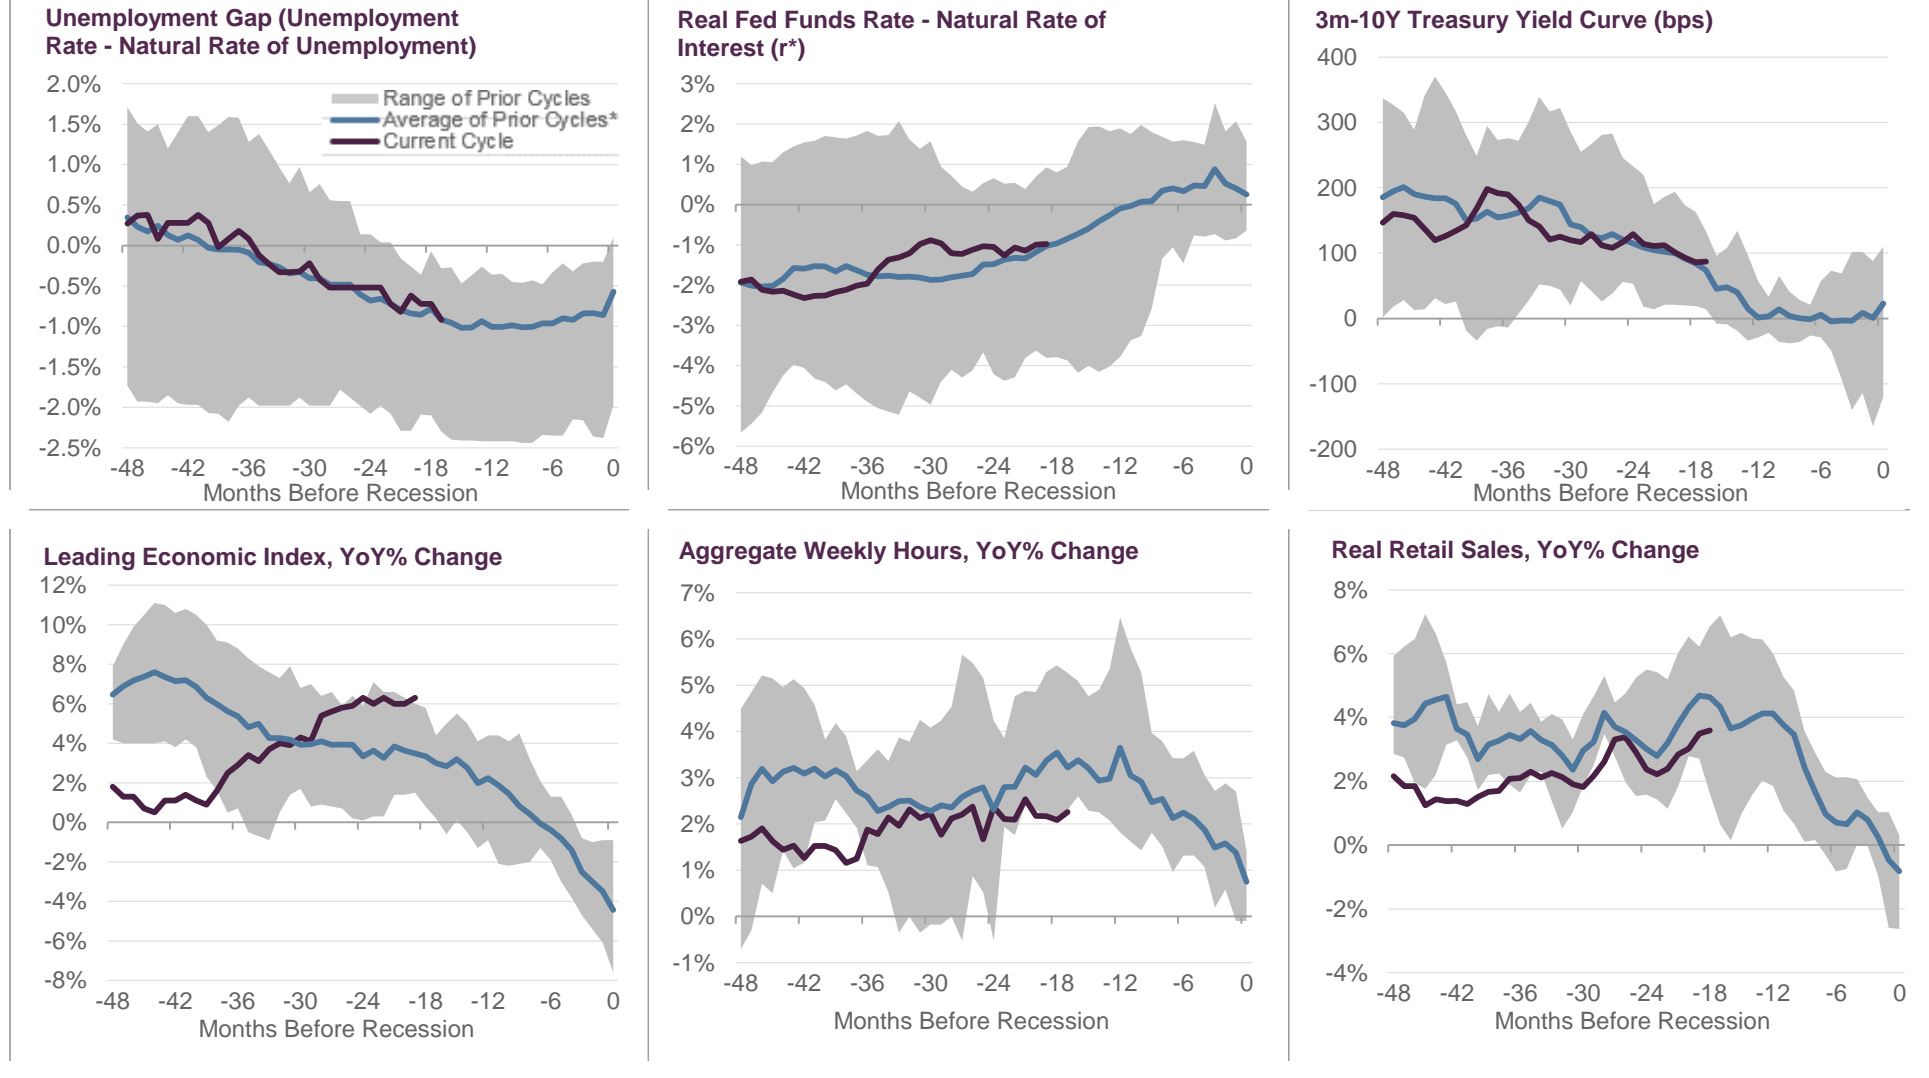 Unemployment Gap (Unemployment
Rate - Natural Rate of Unemployment)
2.0%
1.5%
1.0%
0.5%
0.0%
-0.5%
-1.0%
-1.5%
-2.0%
-2.5%
Range of Prior Cycles
Average of Prior Cycles*
Current Cycle
-48 -42 -36 -30 -24 -18 -12 -6 0
Months Before Recession
Real Fed Funds Rate - Natural Rate of
Interest (r*)
3%
2%
1%
0%
-1%
-2%
-3%
-4%
-5%
-6%
-48 -42 -36 -30 -24 -18 -12 -6 0
Months Before Recession
3m-10Y Treasury Yield Curve (bps)
400
300
200
100
0
-100
-200
-48 -42 -36 -30 -24 -18 -12 -6 0
Months Before Recession
Leading Economic Index, YoY% Change
12%
10%
8%
6%
4%
2%
0%
-2%
-4%
-6%
-8%
-48 -42 -36 -30 -24 -18 -12 -6 0
Months Before Recession
Aggregate Weekly Hours, YoY% Change
7%
6%
5%
4%
3%
2%
1%
0%
-1%
-48 -42 -36 -30 -24 -18 -12 -6 0
Months Before Recession
Real Retail Sales, YoY% Change
8%
6%
4%
2%
0%
-2%
-4%
-48 -42 -36 -30 -24 -18 -12 -6 0
Months Before Recession